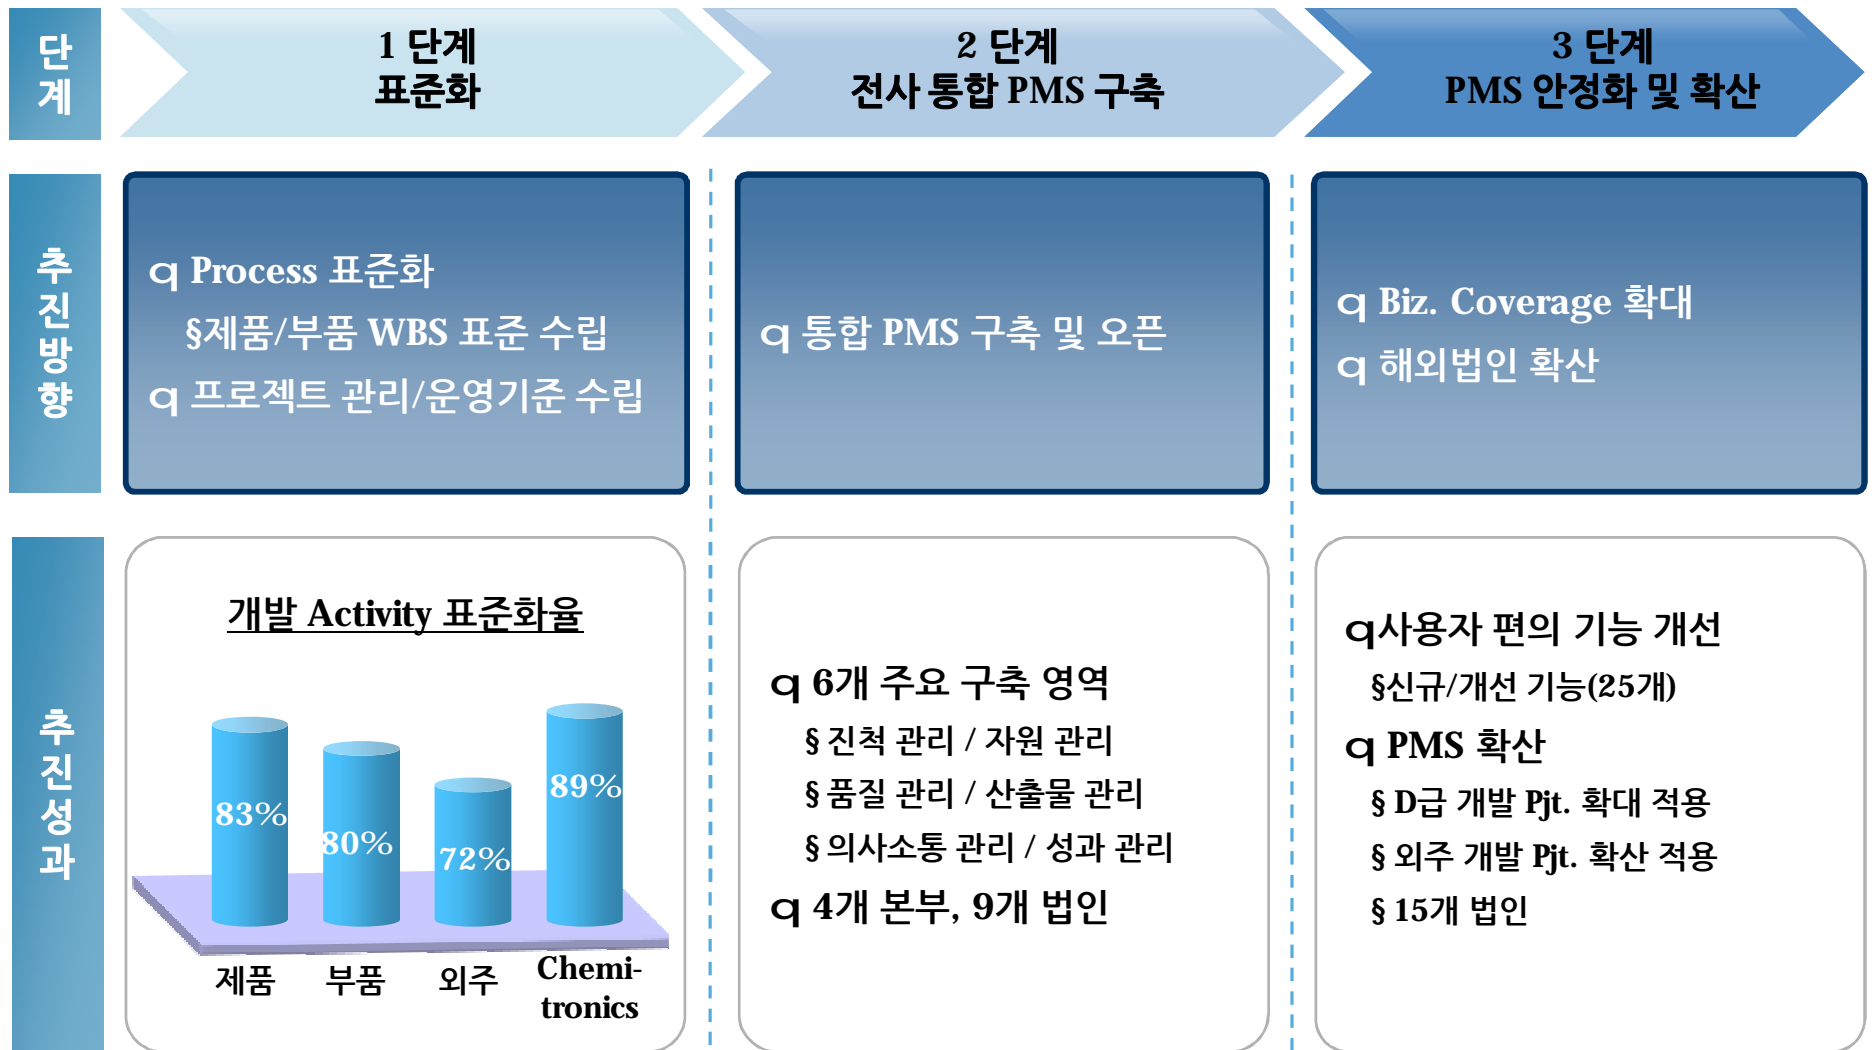 단계
1 단계
표준화
2 단계
전사 통합 PMS 구축
3 단계
PMS 안정화 및 확산
추진방향
q Process 표준화
§제품/부품 WBS 표준 수립
q 프로젝트 관리/운영기준 수립
q 통합 PMS 구축 및 오픈
q Biz. Coverage 확대
q 해외법인 확산
추진성과
개발 Activity 표준화율
83%
80%
72%
89%
제품
부품
외주
Chemi-
tronics
q 6개 주요 구축 영역
§ 진척 관리 / 자원 관리
§ 품질 관리 / 산출물 관리
§ 의사소통 관리 / 성과 관리
q 4개 본부, 9개 법인
q사용자 편의 기능 개선
§신규/개선 기능(25개)
q PMS 확산
§ D급 개발 Pjt. 확대 적용
§ 외주 개발 Pjt. 확산 적용
§ 15개 법인